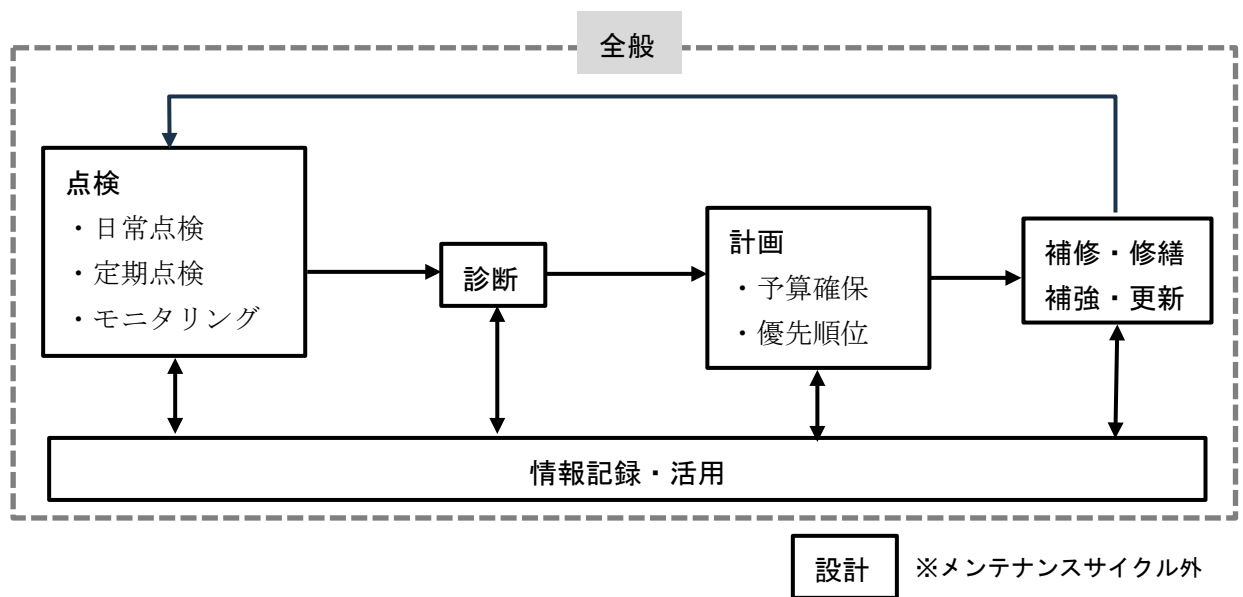 全般
点検
・日常点検
・定期点検
・モニタリング
診断
計画
・予算確保
・優先順位
補修・修繕
補強・更新
情報記録・活用
設計
※メンテナンスサイクル外